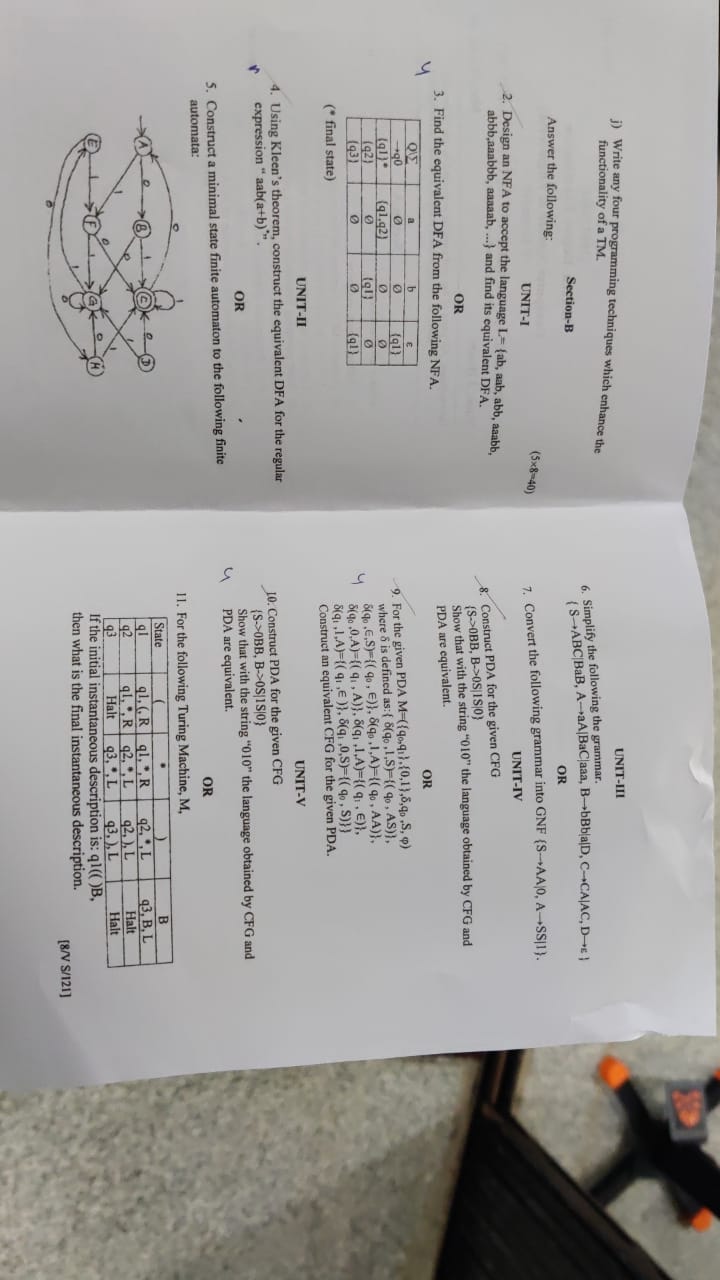 j) Write any four programming techniques which enhance the
functionality of a TM.
Section-B
Answer the following:
(5×8=40)
UNIT-I
2. Design an NFA to accept the language L= {ab, aab, abb, aaabb,
abbb,aaabbb, aaaaab, ...} and find its equivalent DFA.
OR
3. Find the equivalent DFA from the following NFA.
Q\Σ a b ε
→q0 Ø Ø {q1}
{q1}* {q1,q2} Ø Ø
{q2} Ø {q1} Ø
{q3} Ø Ø {q1}
(* final state)
UNIT-II
4. Using Kleen's theorem, construct the equivalent DFA for the regular
expression “ aab(a+b)*”.
OR
5. Construct a minimal state finite automaton to the following finite
automata:
0 1
A 0 B 1 C 0 D
1 0 0 1 1 1
E 1 F 1 G 0 H
1 0
0
UNIT-III
6. Simplify the following the grammar.
{ S→ABC|BaB, A→aA|BaC|aaa, B→bBb|a|D, C→CA|AC, D→ε }
OR
7. Convert the following grammar into GNF {S→AA|0, A→SS|1}.
UNIT-IV
8. Construct PDA for the given CFG
{S->0BB, B->0S|1S|0}
Show that with the string “010” the language obtained by CFG and
PDA are equivalent.
OR
9. For the given PDA M=({q₀,q₁},{0,1},δ,q₀ ,S, φ)
where δ is defined as:{ δ(q₀ ,1,S)={( q₀ , AS)},
δ(q₀ ,∈,S)={( q₀ , ∈)}, δ(q₀ ,1,A)={( q₀ , AA)},
δ(q₀ ,0,A)={( q₁ , A)}, δ(q₁ ,1,A)={( q₁ , ∈)},
δ(q₁ ,1,A)={( q₁ ,∈ )}, δ(q₁ ,0,S)={( q₀ , S)}}
Construct an equivalent CFG for the given PDA.
UNIT-V
10. Construct PDA for the given CFG
{S->0BB, B->0S|1S|0}
Show that with the string “010” the language obtained by CFG and
PDA are equivalent.
OR
11. For the following Turing Machine, M,
State ( * ) B
q1 q1, (, R q1, *, R q2, *, L q3, B, L
q2 q1, *, R q2, *, L q2, ), L Halt
q3 Halt q3, *, L q3, ), L Halt
If the initial instantaneous description is: q1(( )B,
then what is the final instantaneous description.
[8/V S/121]